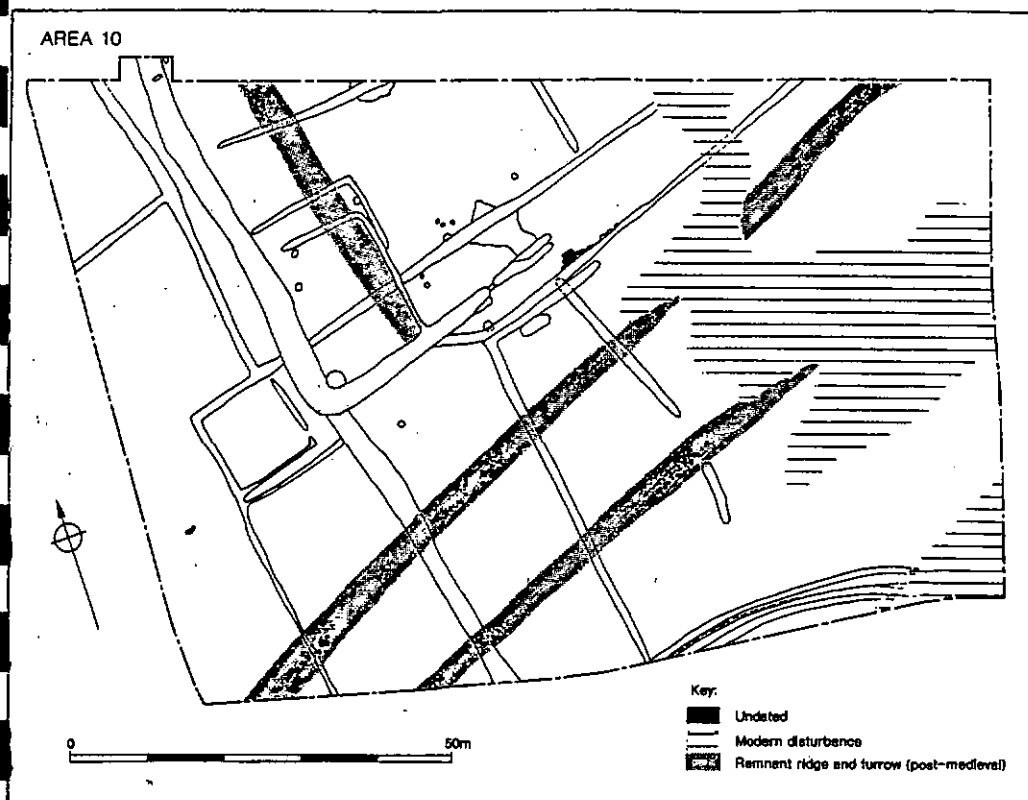 AREA 10
0 50m
Key:
Undated
Modern disturbance
Remnant ridge and furrow (post-medieval)